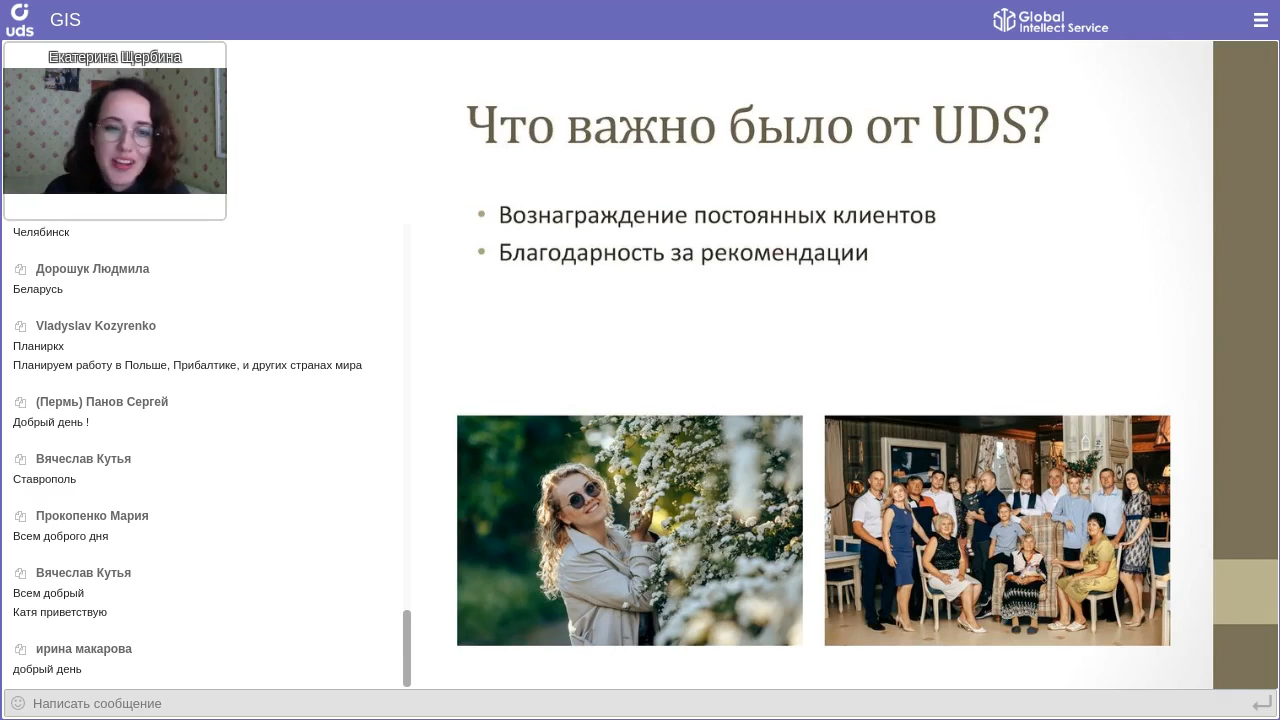 uds
GIS
Global
Intellect Service
Екатерина Щербина
Челябинск
Дорошук Людмила
Беларусь
Vladyslav Kozyrenko
Планиркх
Планируем работу в Польше, Прибалтике, и других странах мира
(Пермь) Панов Сергей
Добрый день !
Вячеслав Кутья
Ставрополь
Прокопенко Мария
Всем доброго дня
Вячеслав Кутья
Всем добрый
Катя приветствую
ирина макарова
добрый день
Написать сообщение
Что важно было от UDS?
• Вознаграждение постоянных клиентов
• Благодарность за рекомендации